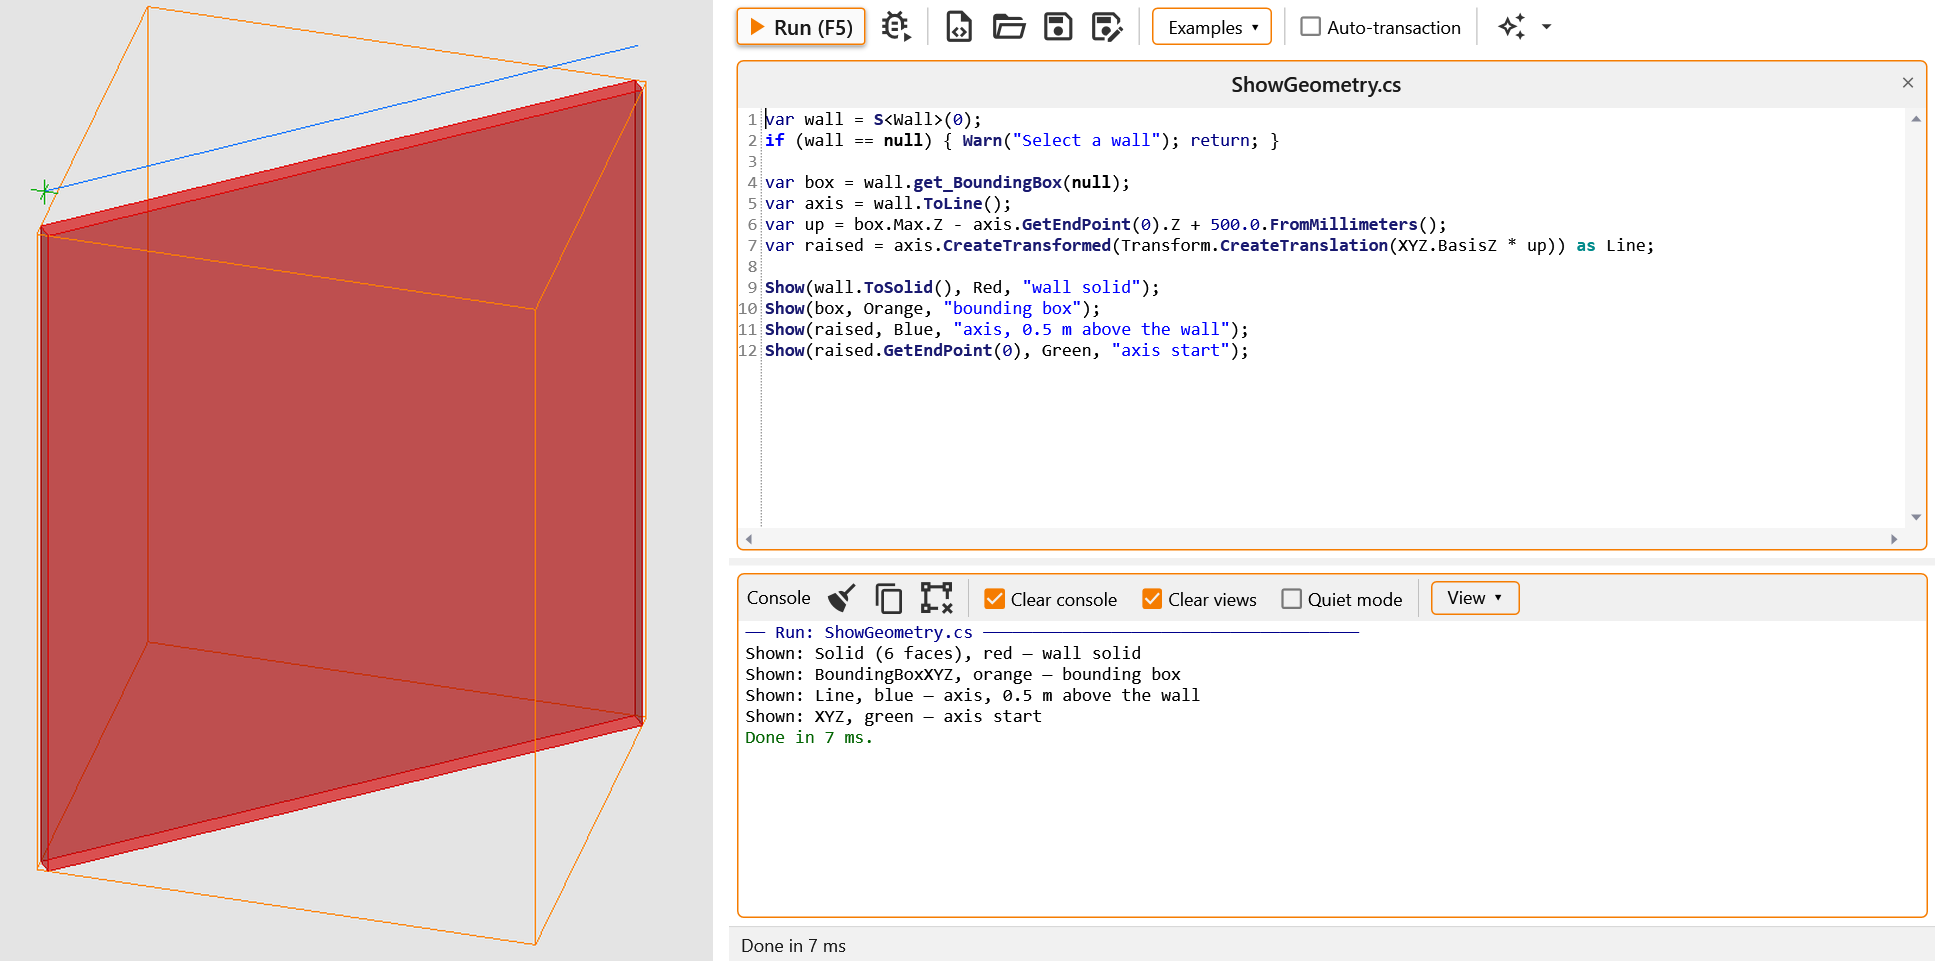 Run (F5)
Examples
Auto-transaction
ShowGeometry.cs
1 var wall = S<Wall>(0);
2 if (wall == null) { Warn("Select a wall"); return; }
3
4 var box = wall.get_BoundingBox(null);
5 var axis = wall.ToLine();
6 var up = box.Max.Z - axis.GetEndPoint(0).Z + 500.0.FromMillimeters();
7 var raised = axis.CreateTransformed(Transform.CreateTranslation(XYZ.BasisZ * up)) as Line;
8
9 Show(wall.ToSolid(), Red, "wall solid");
10 Show(box, Orange, "bounding box");
11 Show(raised, Blue, "axis, 0.5 m above the wall");
12 Show(raised.GetEndPoint(0), Green, "axis start");
Console
Clear console
Clear views
Quiet mode
View
── Run: ShowGeometry.cs ──────────────────────────────────────
Shown: Solid (6 faces), red — wall solid
Shown: BoundingBoxXYZ, orange — bounding box
Shown: Line, blue — axis, 0.5 m above the wall
Shown: XYZ, green — axis start
Done in 7 ms.
Done in 7 ms